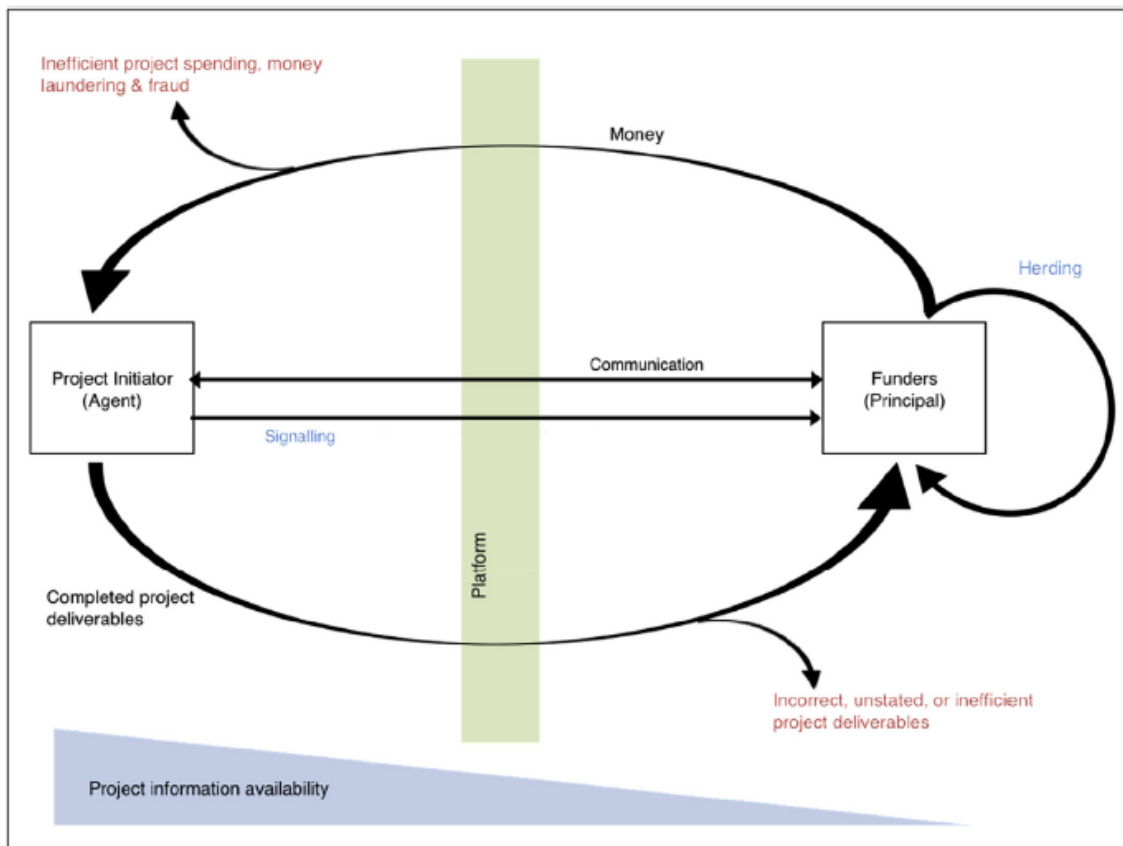 Inefficient project spending, money
laundering & fraud
Money
Herding
Communication
Project Initiator
(Agent)
Funders
(Principal)
Signalling
Platform
Completed project
deliverables
Incorrect, unstated, or inefficient
project deliverables
Project information availability